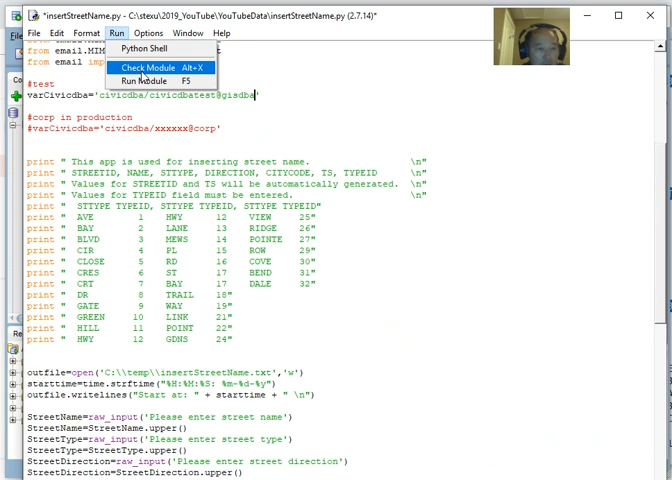 *insertStreetName.py - C:\stexu\2019_YouTube\YouTubeData\insertStreetName.py (2.7.14)*
File Edit Format Run Options Window Help
Python Shell
Check Module Alt+X
Run Module F5
from email.MIM
from email imp
#test
varCivicdba='civicdba/civicdbatest@gisdba'
#corp in production
#varCivicdba='civicdba/xxxxxx@corp'
print " This app is used for inserting street name. \n"
print " STREETID, NAME, STTYPE, DIRECTION, CITYCODE, TS, TYPEID \n"
print " Values for STREETID and TS will be automatically generated. \n"
print " Values for TYPEID field must be entered. \n"
print " STTYPE TYPEID, STTYPE TYPEID, STTYPE TYPEID"
print " AVE 1 HWY 12 VIEW 25"
print " BAY 2 LANE 13 RIDGE 26"
print " BLVD 3 MEWS 14 POINTE 27"
print " CIR 4 PL 15 ROW 29"
print " CLOSE 5 RD 16 COVE 30"
print " CRES 6 ST 17 BEND 31"
print " CRT 7 BAY 17 DALE 32"
print " DR 8 TRAIL 18"
print " GATE 9 WAY 19"
print " GREEN 10 LINK 21"
print " HILL 11 POINT 22"
print " HWY 12 GDNS 24"
outfile=open('C:\\temp\\insertStreetName.txt','w')
starttime=time.strftime("%H:%M:%S: %m-%d-%y")
outfile.writelines("Start at: " + starttime + " \n")
StreetName=raw_input('Please enter street name')
StreetName=StreetName.upper()
StreetType=raw_input('Please enter street type')
StreetType=StreetType.upper()
StreetDirection=raw_input('Please enter street direction')
StreetDirection=StreetDirection.upper()